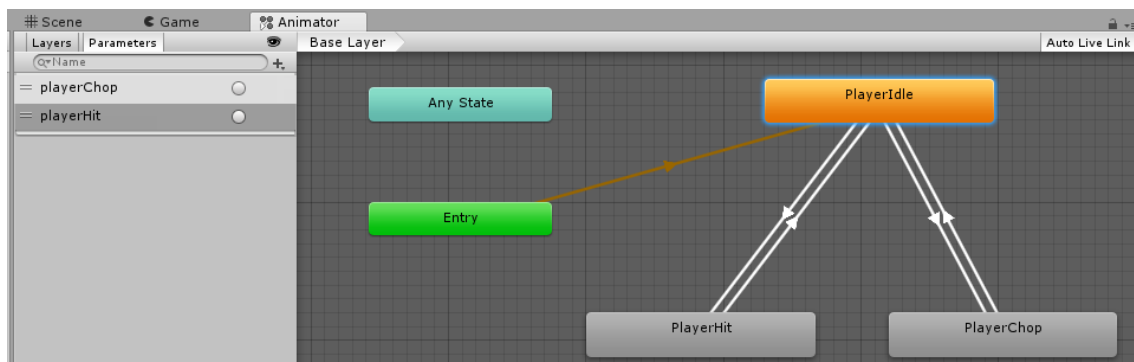 Scene Game Animator
Layers Parameters Base Layer Auto Live Link
Name
playerChop
playerHit
Any State
PlayerIdle
Entry
PlayerHit
PlayerChop